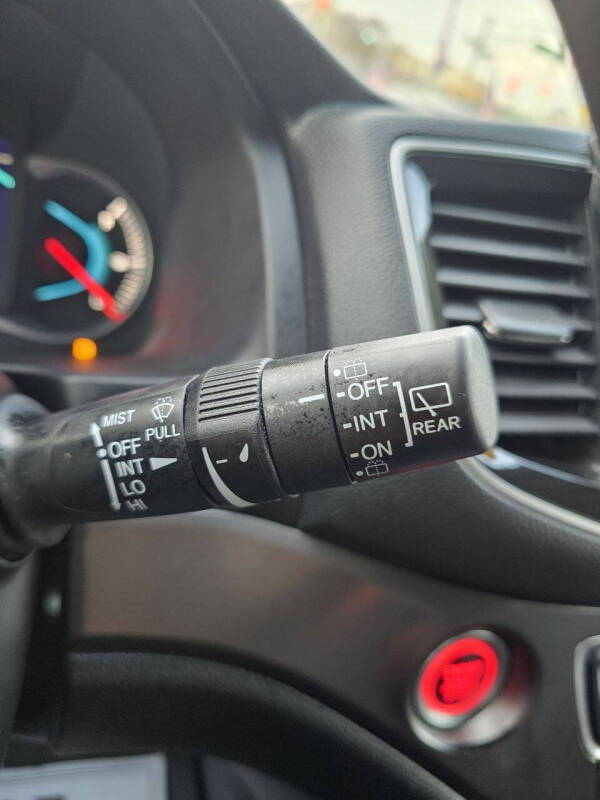 MIST
PULL
OFF
INT
LO
HI
OFF
INT
ON
REAR